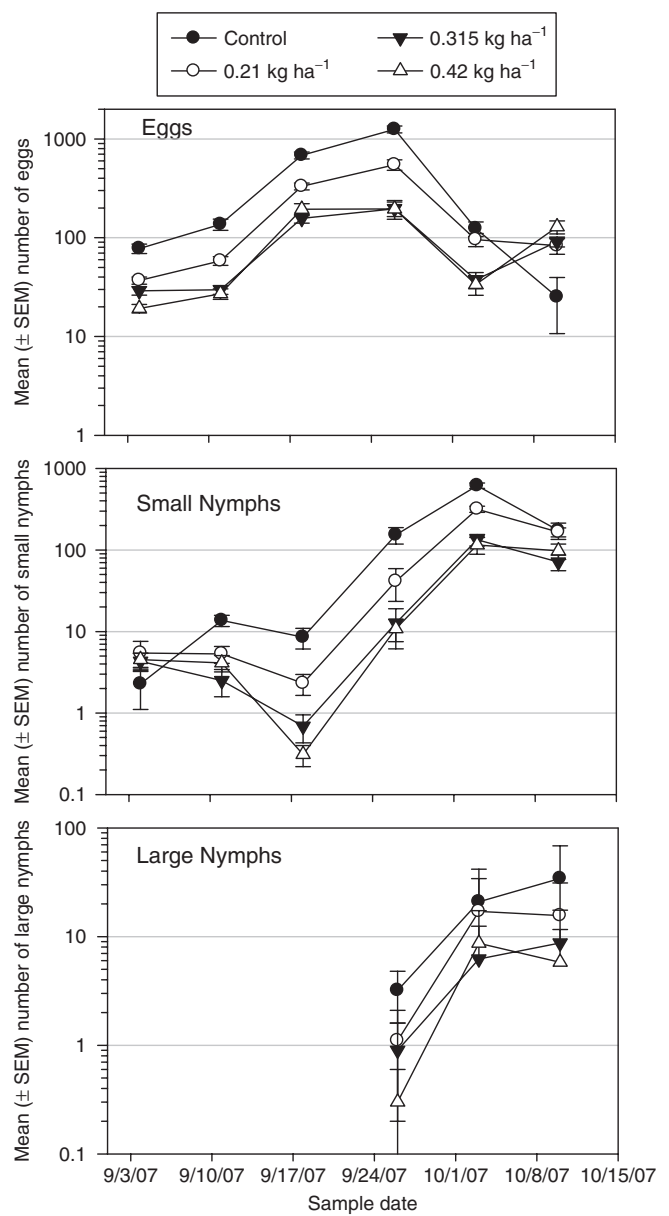 Control
0.315 kg ha⁻¹
0.21 kg ha⁻¹
0.42 kg ha⁻¹
Eggs
Mean (± SEM) number of eggs
1000
100
10
1
Small Nymphs
Mean (± SEM) number of small nymphs
1000
100
10
1
0.1
Large Nymphs
Mean (± SEM) number of large nymphs
100
10
1
0.1
9/3/07 9/10/07 9/17/07 9/24/07 10/1/07 10/8/07 10/15/07
Sample date